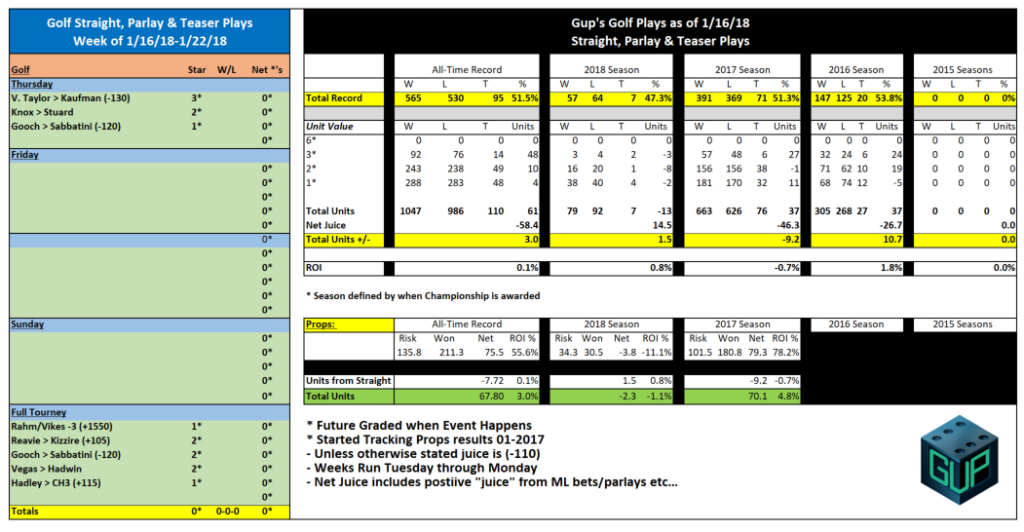 Golf Straight, Parlay & Teaser Plays
Week of 1/16/18-1/22/18
Golf Star W/L Net *'s
Thursday
V. Taylor > Kaufman (-130) 3* 0*
Knox > Stuard 2* 0*
Gooch > Sabbatini (-120) 1* 0*
0*
Friday
0*
0*
0*
0*
0*
0*
0*
0*
0*
0*
0*
Sunday
0*
0*
0*
0*
0*
Full Tourney
Rahm/Vikes -3 (+1550) 1* 0*
Reavie > Kizzire (+105) 2* 0*
Gooch > Sabbatini (-120) 2* 0*
Vegas > Hadwin 2* 0*
Hadley > CH3 (+115) 1* 0*
0*
Totals 0* 0-0-0 0*
Gup's Golf Plays as of 1/16/18
Straight, Parlay & Teaser Plays
All-Time Record 2018 Season 2017 Season 2016 Season 2015 Seasons
W L T % W L T % W L T % W L T % W L T %
Total Record 565 530 95 51.5% 57 64 7 47.3% 391 369 71 51.3% 147 125 20 53.8% 0 0 0 0%
Unit Value W L T Units W L T Units W L T Units W L T Units W L T Units
6* 0 0 0 0 0 0 0 0 0 0 0 0 0 0 0 0 0 0 0 0
3* 92 76 14 48 3 4 2 -3 57 48 6 27 32 24 6 24 0 0 0 0
2* 243 238 49 10 16 20 1 -8 156 156 38 -1 71 62 10 19 0 0 0 0
1* 288 283 48 4 38 40 4 -2 181 170 32 11 68 74 12 -5 0 0 0 0
Total Units 1047 986 110 61 79 92 7 -13 663 626 76 37 305 268 27 37 0 0 0 0
Net Juice -58.4 14.5 -46.3 -26.7 0.0
Total Units +/- 3.0 1.5 -9.2 10.7 0.0
ROI 0.1% 0.8% -0.7% 1.8% 0.0%
* Season defined by when Championship is awarded
Props: All-Time Record 2018 Season 2017 Season 2016 Season 2015 Seasons
Risk Won Net ROI % Risk Won Net ROI % Risk Won Net ROI %
135.8 211.3 75.5 55.6% 34.3 30.5 -3.8 -11.1% 101.5 180.8 79.3 78.2%
Units from Straight -7.72 0.1% 1.5 0.8% -9.2 -0.7%
Total Units 67.80 3.0% -2.3 -1.1% 70.1 4.8%
* Future Graded when Event Happens
* Started Tracking Props results 01-2017
- Unless otherwise stated juice is (-110)
- Weeks Run Tuesday through Monday
- Net Juice includes postiive "juice" from ML bets/parlays etc...
GUP